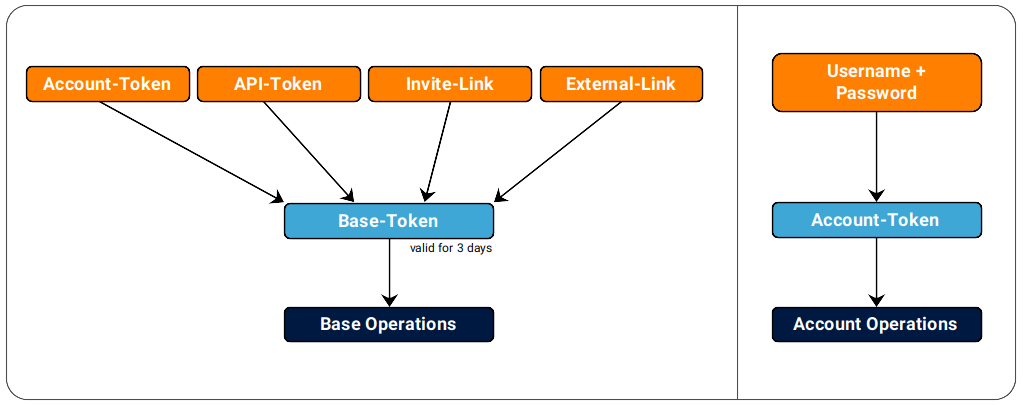 Account-Token
API-Token
Invite-Link
External-Link
Base-Token
valid for 3 days
Base Operations
Username +
Password
Account-Token
Account Operations